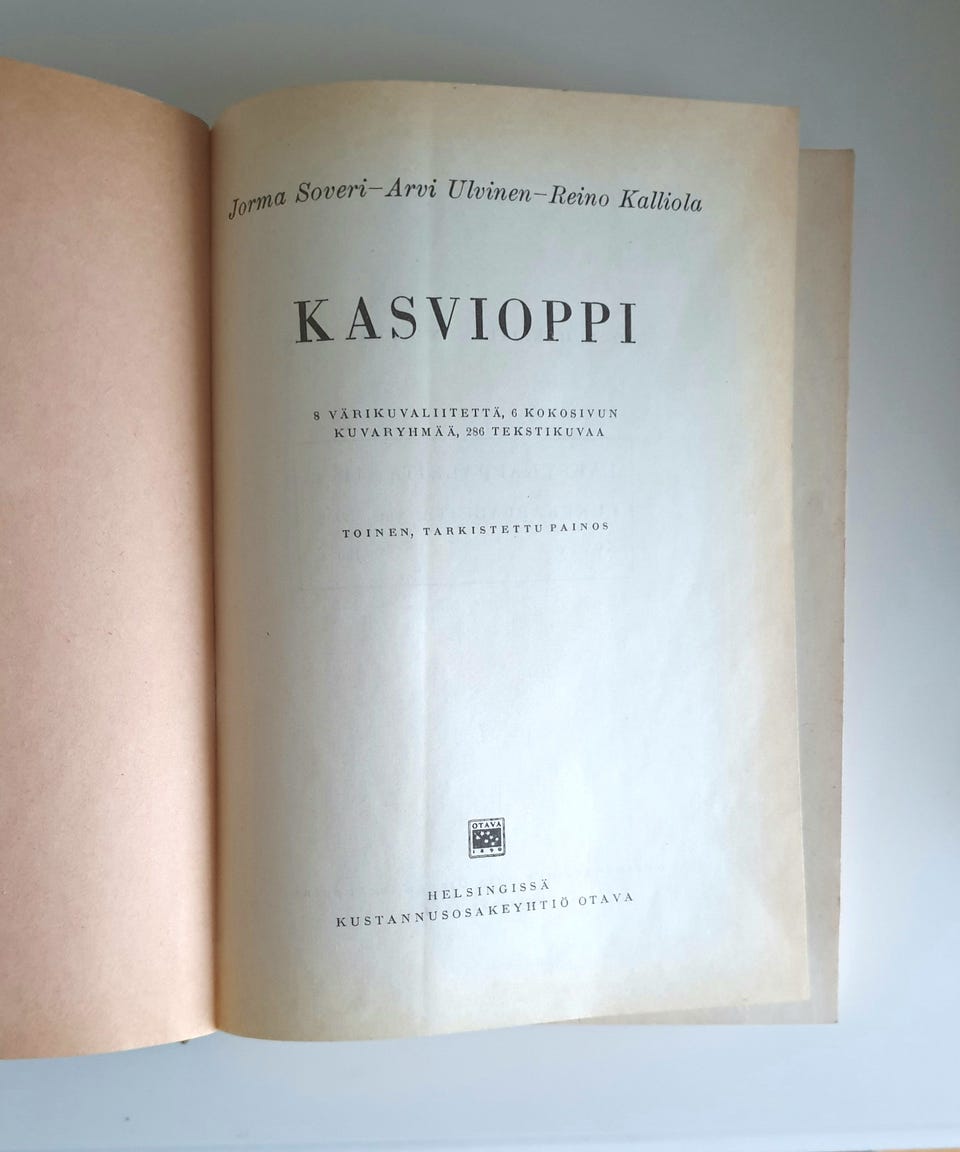 Jorma Soveri–Arvi Ulvinen–Reino Kalliola
KASVIOPPI
8 VÄRIKUVALIITETTÄ, 6 KOKOSIVUN
KUVARYHMÄÄ, 286 TEKSTIKUVAA
TOINEN, TARKISTETTU PAINOS
OTAVA
1890
HELSINGISSÄ
KUSTANNUSOSAKEYHTIÖ OTAVA